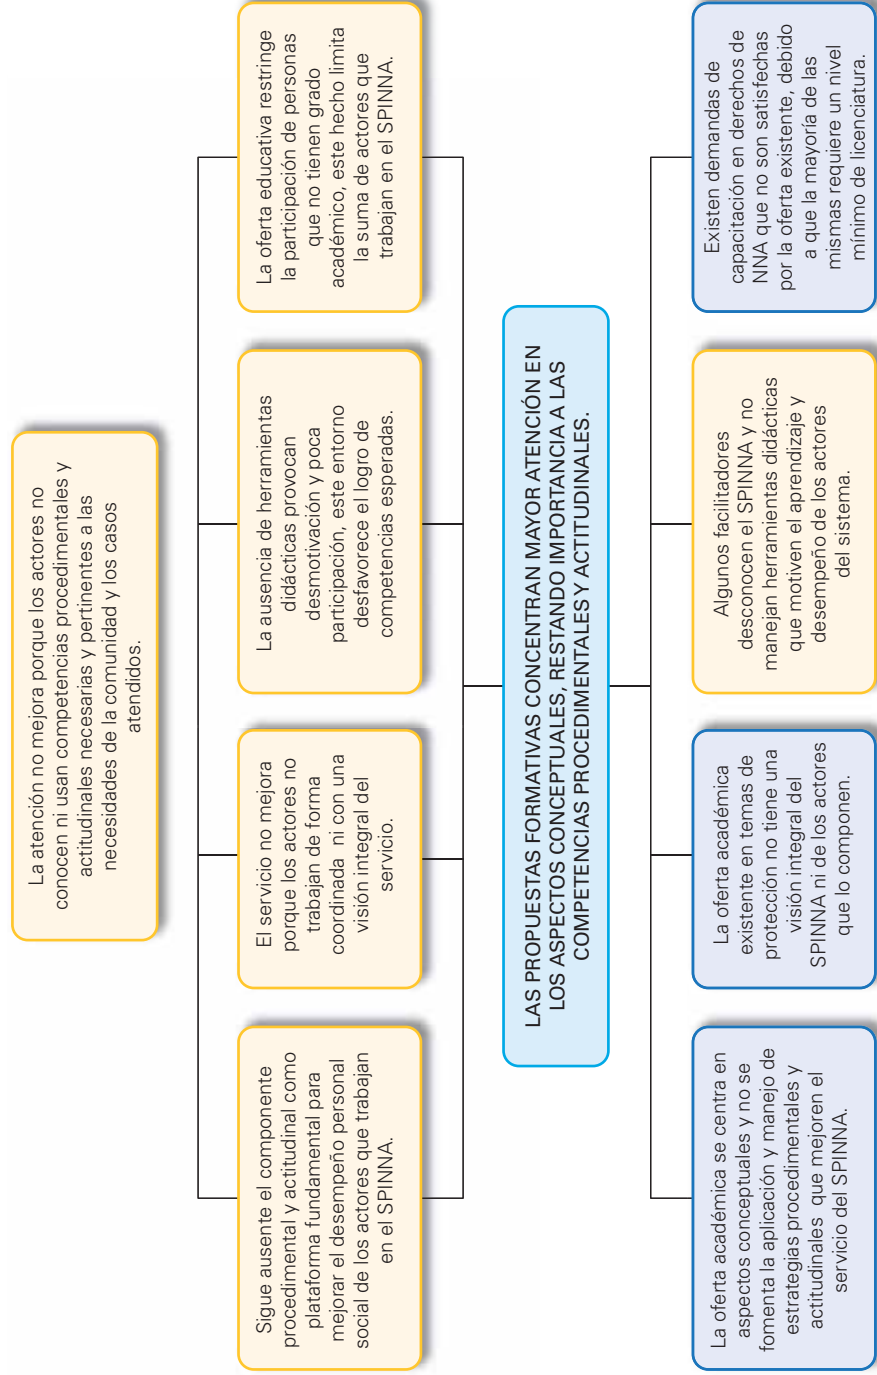 La atención no mejora porque los actores no
conocen ni usan competencias procedimentales y
actitudinales necesarias y pertinentes a las
necesidades de la comunidad y los casos
atendidos.
Sigue ausente el componente
procedimental y actitudinal como
plataforma fundamental para
mejorar el desempeño personal
social de los actores que trabajan
en el SPINNA.
El servicio no mejora
porque los actores no
trabajan de forma
coordinada ni con una
visión integral del
servicio.
La ausencia de herramientas
didácticas provocan
desmotivación y poca
participación, este entorno
desfavorece el logro de
competencias esperadas.
La oferta educativa restringe
la participación de personas
que no tienen grado
académico, este hecho limita
la suma de actores que
trabajan en el SPINNA.
LAS PROPUESTAS FORMATIVAS CONCENTRAN MAYOR ATENCIÓN EN
LOS ASPECTOS CONCEPTUALES, RESTANDO IMPORTANCIA A LAS
COMPETENCIAS PROCEDIMENTALES Y ACTITUDINALES.
La oferta académica se centra en
aspectos conceptuales y no se
fomenta la aplicación y manejo de
estrategias procedimentales y
actitudinales que mejoren el
servicio del SPINNA.
La oferta académica
existente en temas de
protección no tiene una
visión integral del
SPINNA ni de los actores
que lo componen.
Algunos facilitadores
desconocen el SPINNA y no
manejan herramientas didácticas
que motiven el aprendizaje y
desempeño de los actores
del sistema.
Existen demandas de
capacitación en derechos de
NNA que no son satisfechas
por la oferta existente, debido
a que la mayoría de las
mismas requiere un nivel
mínimo de licenciatura.